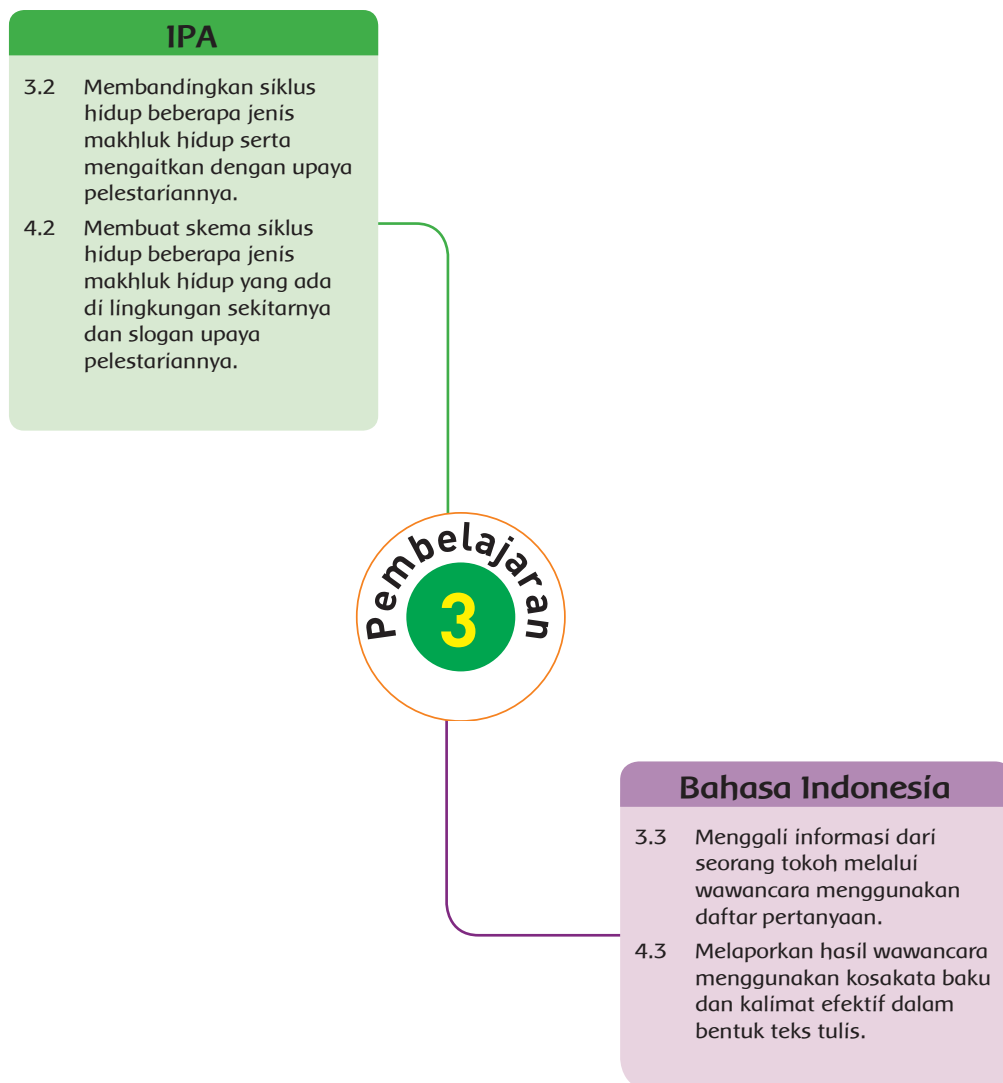 IPA
3.2 Membandingkan siklus
hidup beberapa jenis
makhluk hidup serta
mengaitkan dengan upaya
pelestariannya.
4.2 Membuat skema siklus
hidup beberapa jenis
makhluk hidup yang ada
di lingkungan sekitarnya
dan slogan upaya
pelestariannya.
Pembelajaran
3
Bahasa Indonesia
3.3 Menggali informasi dari
seorang tokoh melalui
wawancara menggunakan
daftar pertanyaan.
4.3 Melaporkan hasil wawancara
menggunakan kosakata baku
dan kalimat efektif dalam
bentuk teks tulis.